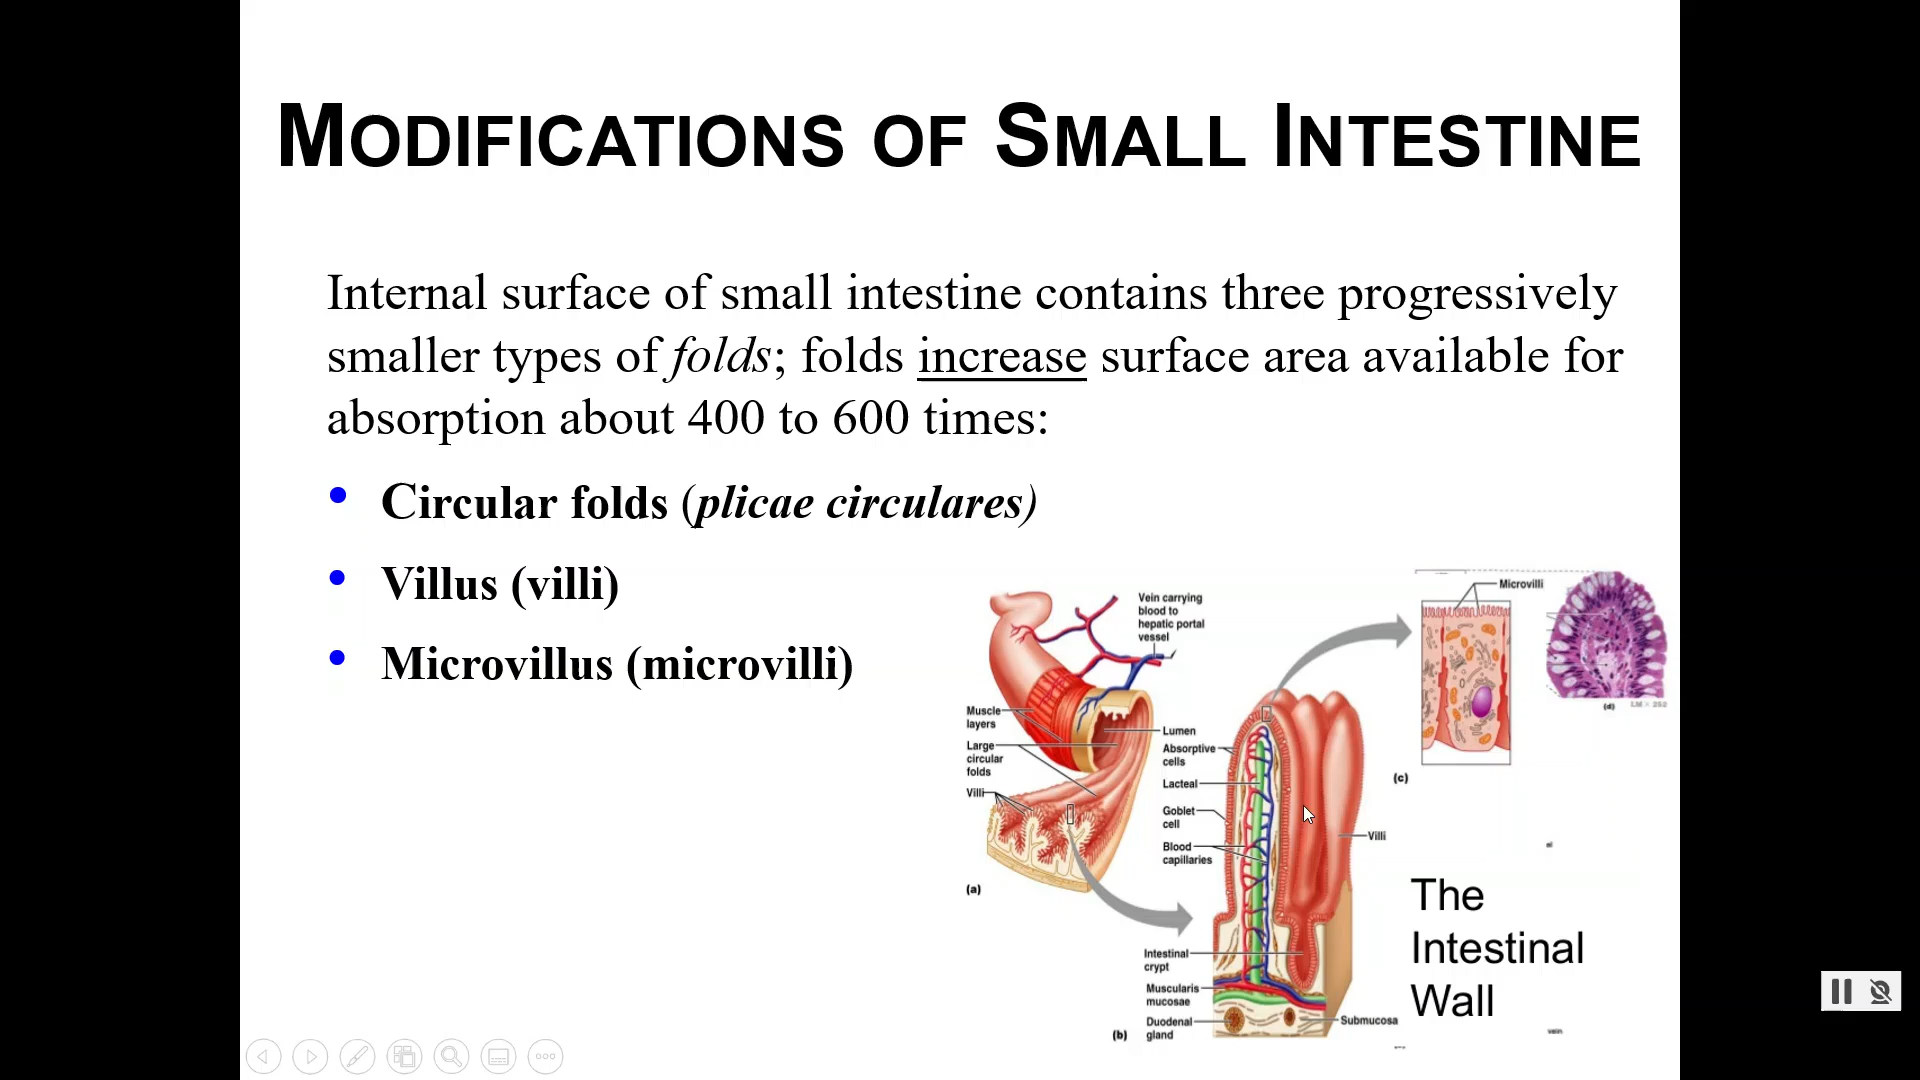 MODIFICATIONS OF SMALL INTESTINE
Internal surface of small intestine contains three progressively
smaller types of folds; folds increase surface area available for
absorption about 400 to 600 times:
• Circular folds (plicae circulares)
• Villus (villi)
• Microvillus (microvilli)
Vein carrying
blood to
hepatic portal
vessel
Muscle
layers
Large
circular
folds
Villi
(a)
Lumen
Absorptive
cells
Lacteal
Goblet
cell
Blood
capillaries
Villi
Intestinal
crypt
Muscularis
mucosae
Duodenal
gland
Submucosa
(b)
Microvilli
(c)
(d) LM × 252
The
Intestinal
Wall
vein